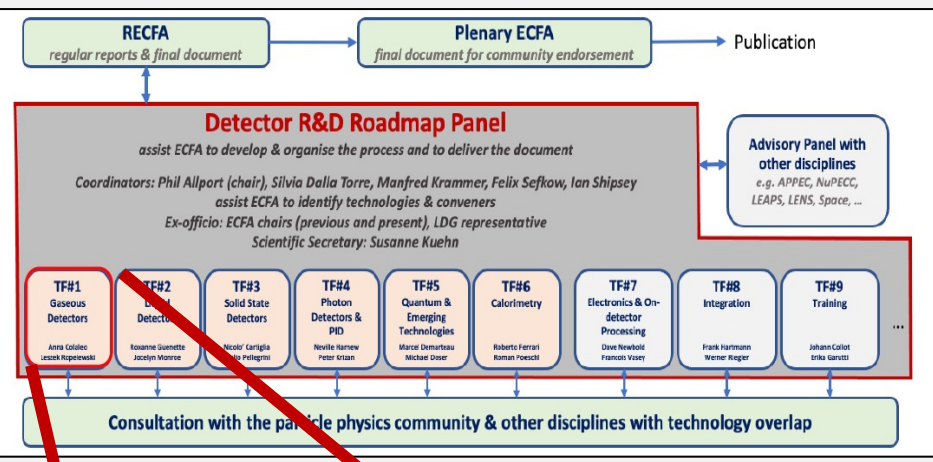 RECFA
regular reports & final document
Plenary ECFA
final document for community endorsement
Publication
Detector R&D Roadmap Panel
assist ECFA to develop & organise the process and to deliver the document
Coordinators: Phil Allport (chair), Silvia Dalla Torre, Manfred Krammer, Felix Sefkow, Ian Shipsey
assist ECFA to identify technologies & conveners
Ex-officio: ECFA chairs (previous and present), LDG representative
Scientific Secretary: Susanne Kuehn
Advisory Panel with
other disciplines
e.g. APPEC, NuPECC,
LEAPS, LENS, Space, ...
TF#1
Gaseous
Detectors
Anna Colaleo
Leszek Ropelewski
TF#2
Detectors
Roxanne Guenette
Jocelyn Monroe
TF#3
Solid State
Detectors
Nicolo' Cartiglia
Pellegrini
TF#4
Photon
Detectors &
PID
Neville Harnew
Peter Krizan
TF#5
Quantum &
Emerging
Technologies
Marcel Demarteau
Michael Doser
TF#6
Calorimetry
Roberto Ferrari
Roman Poeschl
TF#7
Electronics & On-
detector
Processing
Dave Newbold
Francois Vasey
TF#8
Integration
Frank Hartmann
Werner Riegler
TF#9
Training
Johann Collot
Erika Garutti
...
Consultation with the particle physics community & other disciplines with technology overlap